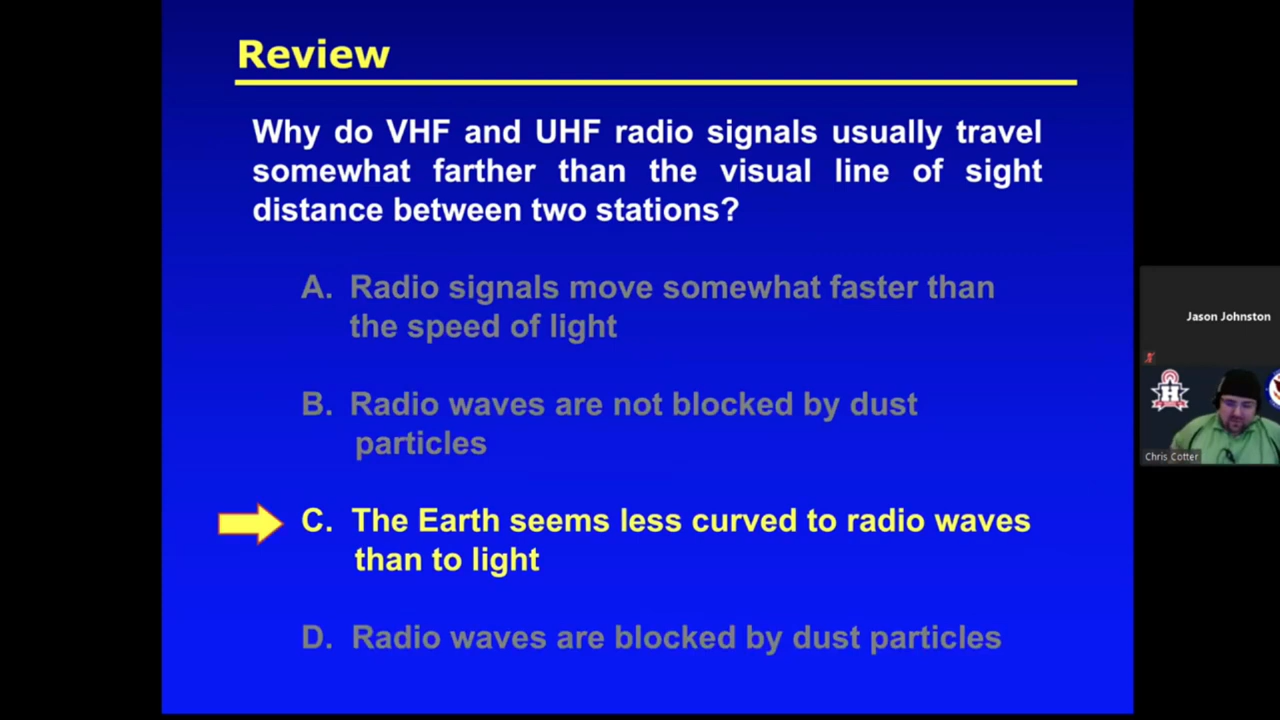 Review
Why do VHF and UHF radio signals usually travel
somewhat farther than the visual line of sight
distance between two stations?
A. Radio signals move somewhat faster than
the speed of light
B. Radio waves are not blocked by dust
particles
C. The Earth seems less curved to radio waves
than to light
D. Radio waves are blocked by dust particles
Jason Johnston
H
Chris Cotter